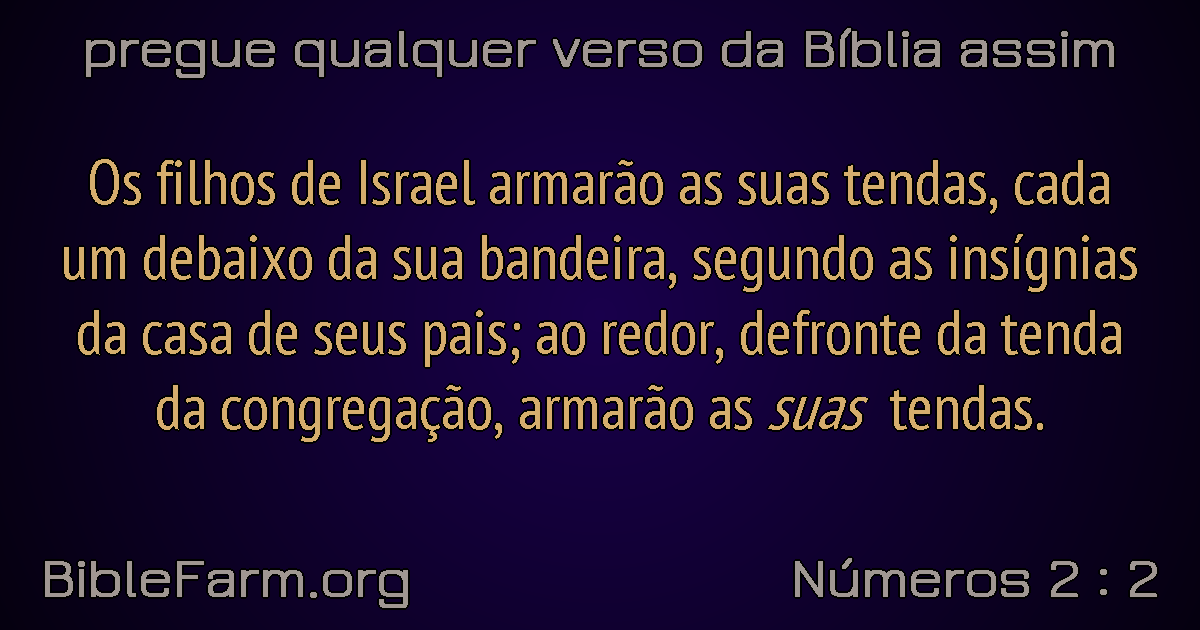 pregue qualquer verso da Bíblia assim
Os filhos de Israel armarão as suas tendas, cada
um debaixo da sua bandeira, segundo as insígnias
da casa de seus pais; ao redor, defronte da tenda
da congregação, armarão as suas tendas.
BibleFarm.org
Números 2 : 2